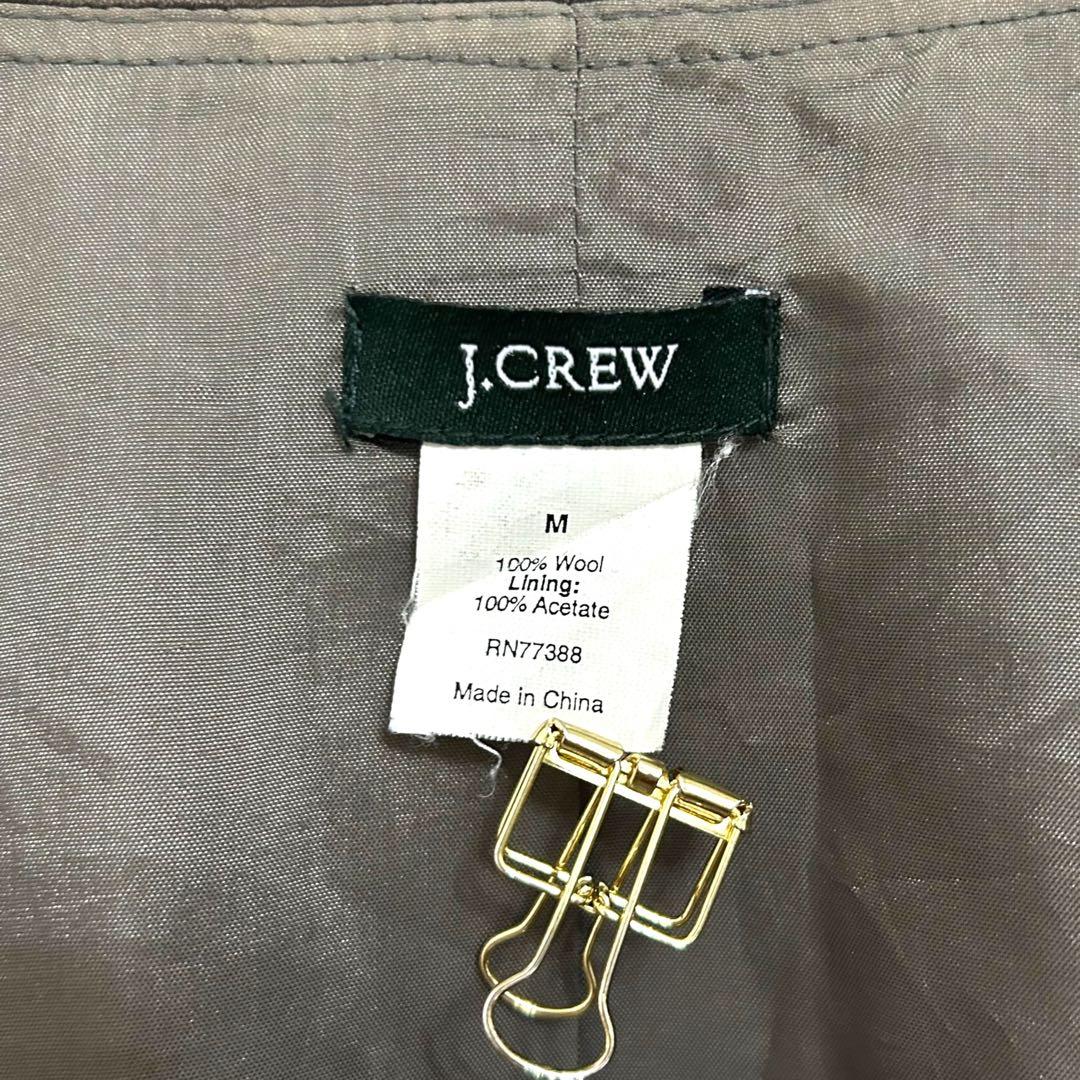 J.CREW
M
100% Wool
Lining:
100% Acetate
RN77388
Made in China